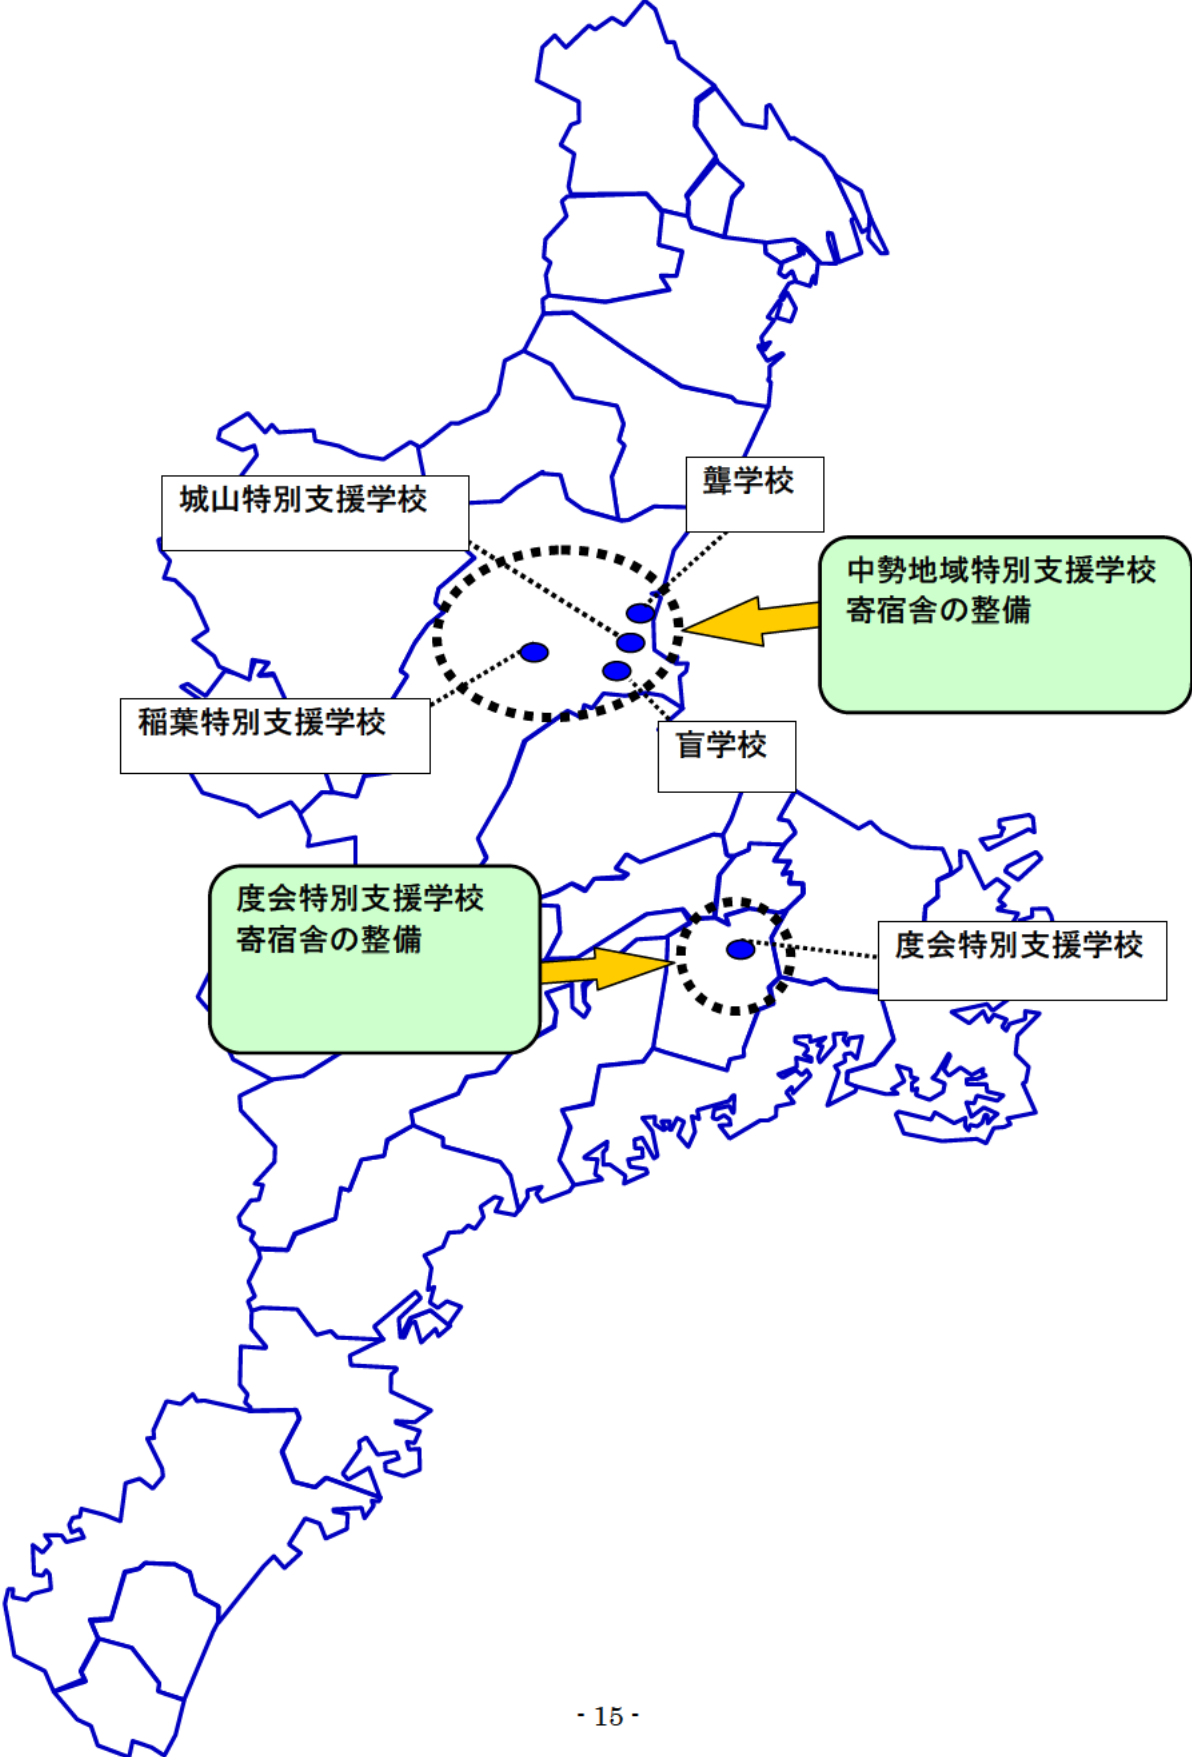 聾学校
城山特別支援学校
中勢地域特別支援学校
寄宿舎の整備
稲葉特別支援学校
盲学校
度会特別支援学校
寄宿舎の整備
度会特別支援学校
- 15 -